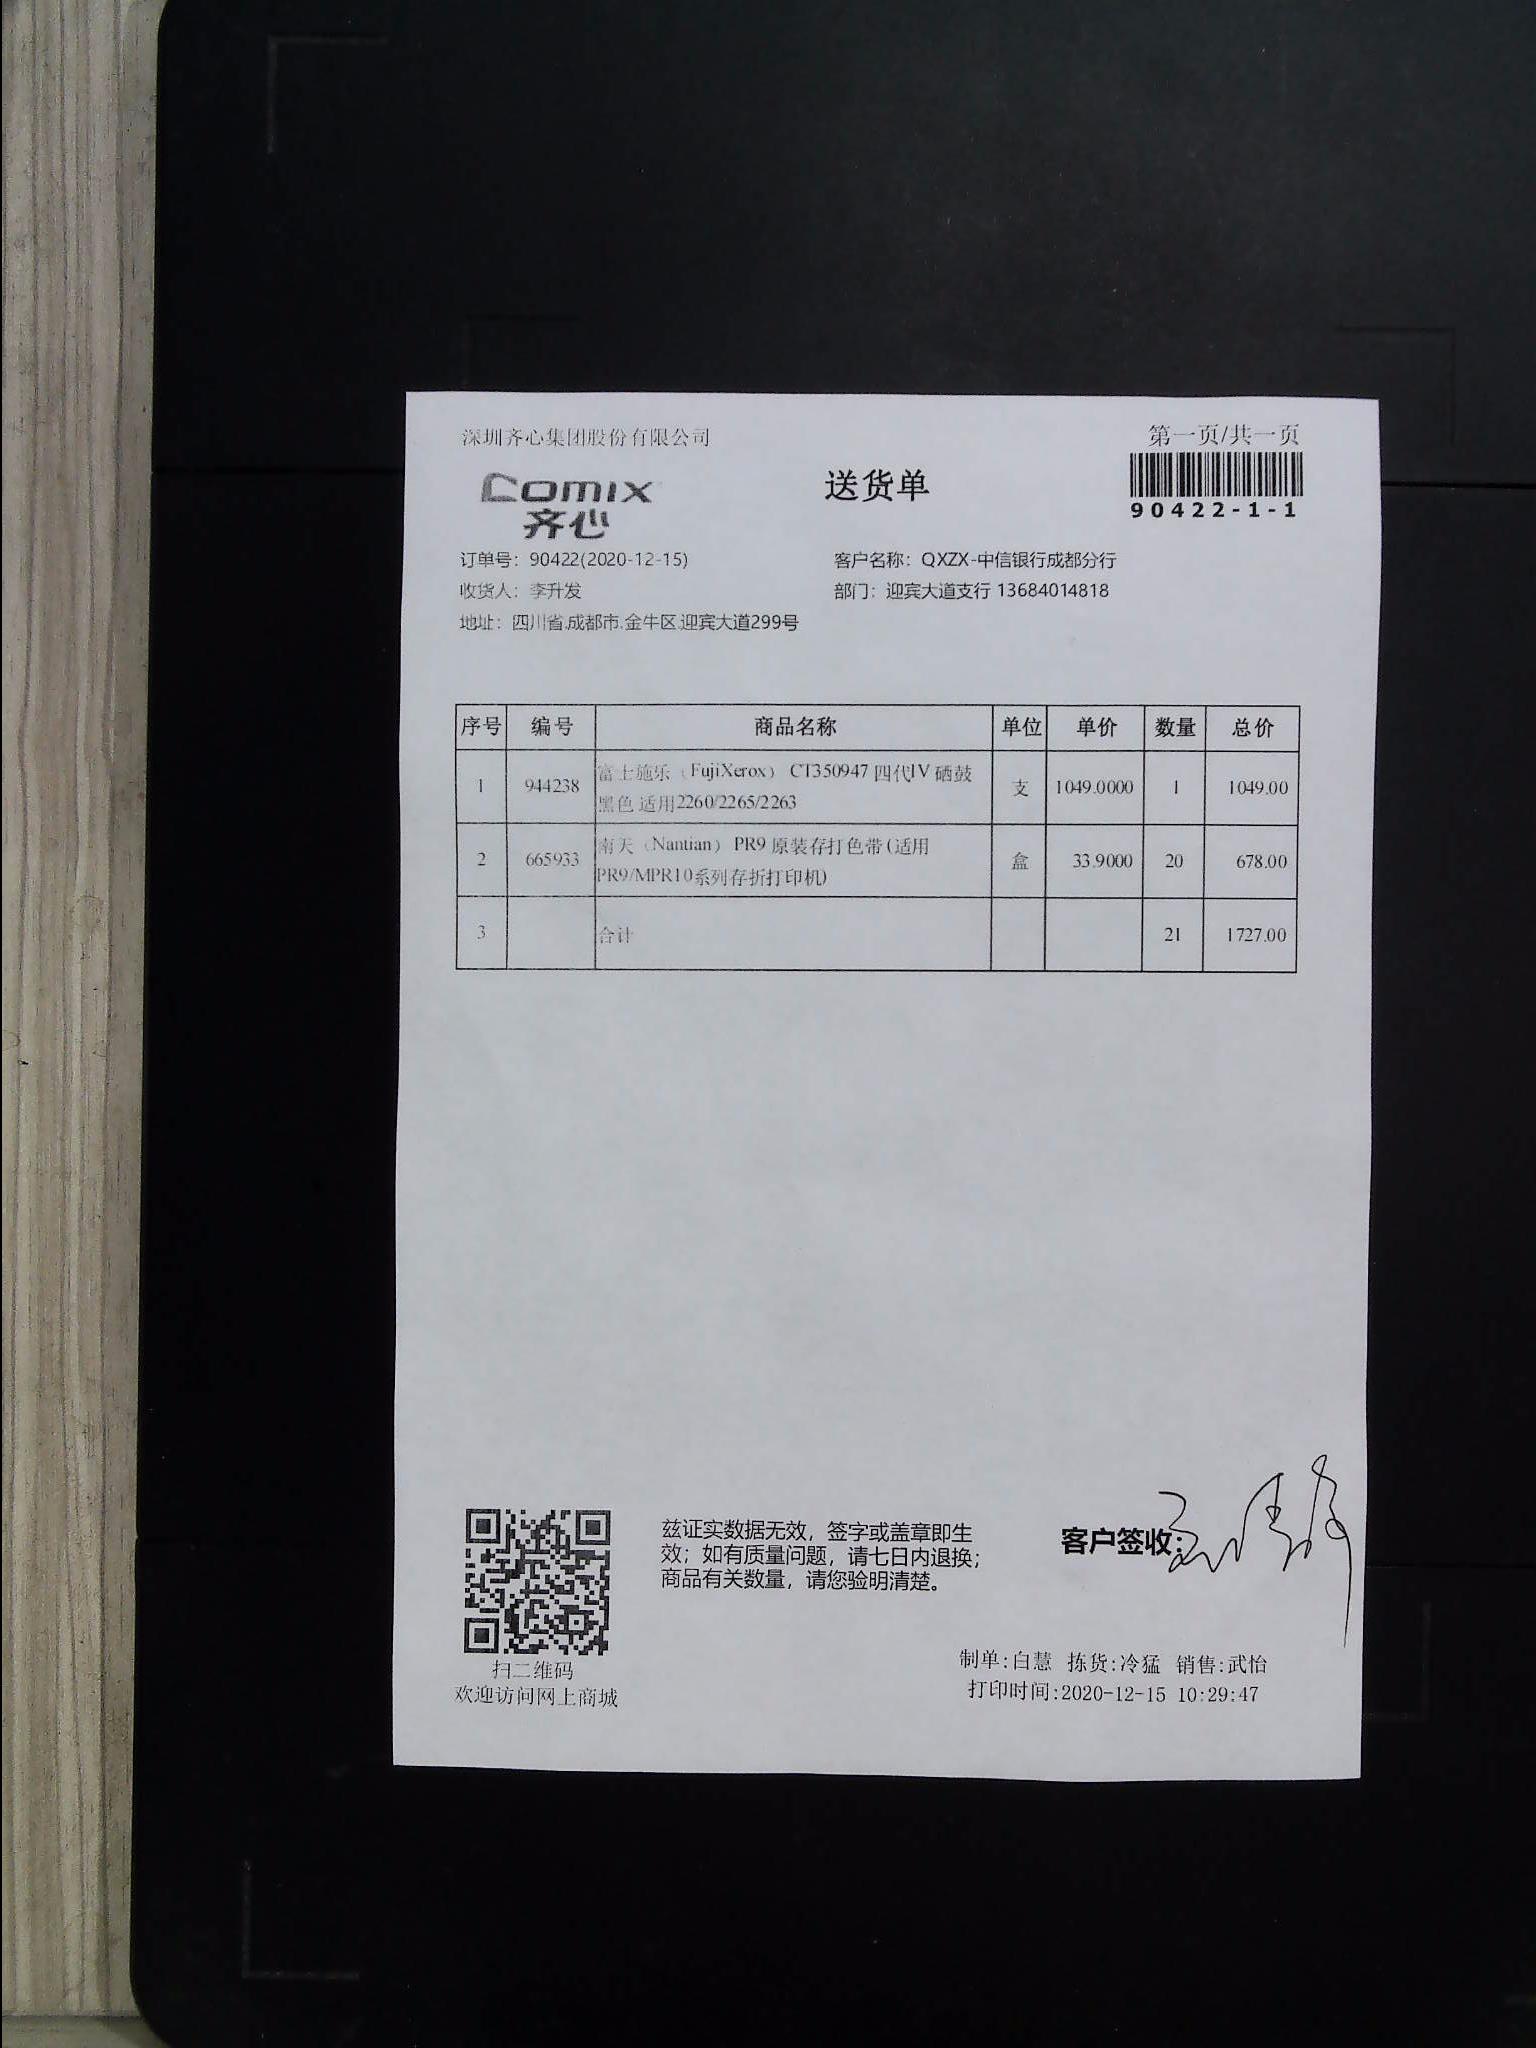 深圳齐心集团股份有限公司
第一页/共一页
comix
齐心
送货单
90422-1-1
订单号：90422(2020-12-15)
客户名称：QXZX-中信银行成都分行
收货人：李升发
部门：迎宾大道支行 13684014818
地址：四川省.成都市.金牛区.迎宾大道299号
序号 编号 商品名称 单位 单价 数量 总价
1 944238 富士施乐（FujiXerox） CT350947 四代IV 硒鼓 支 1049.0000 1 1049.00
黑色 适用2260/2265/2263
2 665933 南天（Nantian） PR9 原装存打色带(适用 盒 33.9000 20 678.00
PR9/MPR10系列存折打印机)
3 合计 21 1727.00
兹证实数据无效，签字或盖章即生
效；如有质量问题，请七日内退换；
商品有关数量，请您验明清楚。
客户签收：
扫二维码
欢迎访问网上商城
制单:白慧 拣货:冷猛 销售:武怡
打印时间:2020-12-15 10:29:47